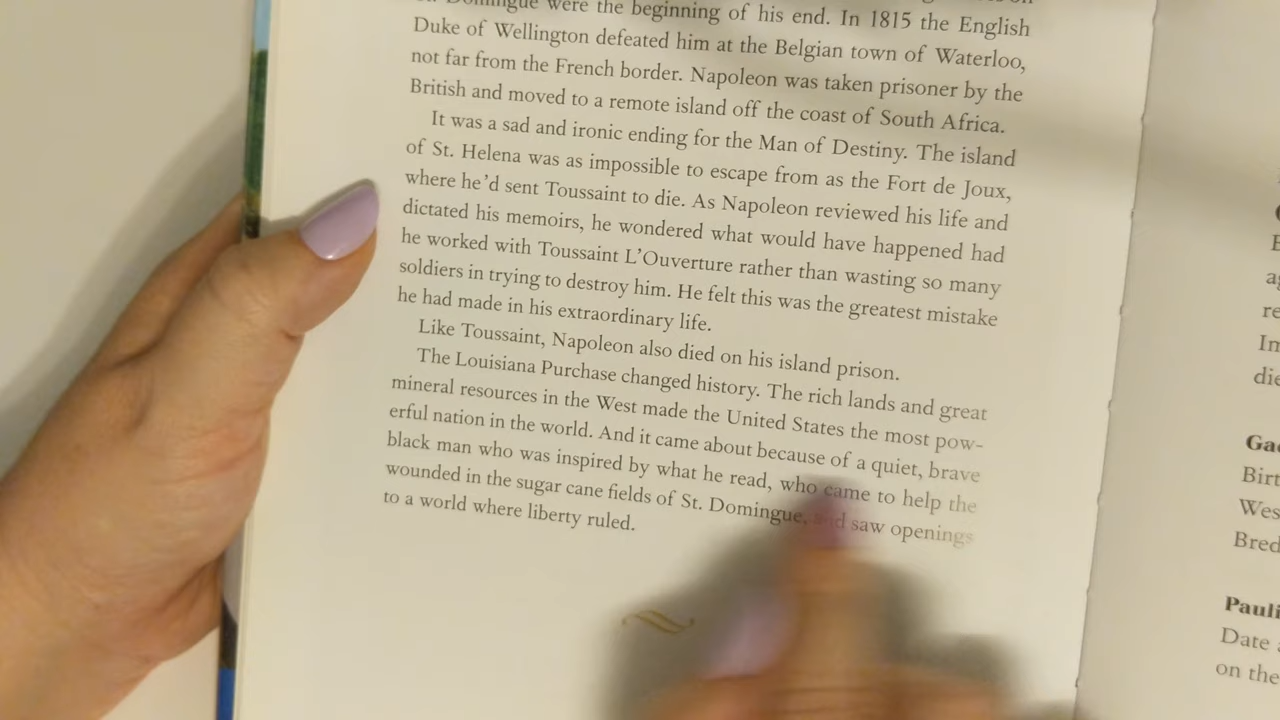 Domingue were the beginning of his end. In 1815 the English
Duke of Wellington defeated him at the Belgian town of Waterloo,
not far from the French border. Napoleon was taken prisoner by the
British and moved to a remote island off the coast of South Africa.
It was a sad and ironic ending for the Man of Destiny. The island
of St. Helena was as impossible to escape from as the Fort de Joux,
where he’d sent Toussaint to die. As Napoleon reviewed his life and
dictated his memoirs, he wondered what would have happened had
he worked with Toussaint L’Ouverture rather than wasting so many
soldiers in trying to destroy him. He felt this was the greatest mistake
he had made in his extraordinary life.
Like Toussaint, Napoleon also died on his island prison.
The Louisiana Purchase changed history. The rich lands and great
mineral resources in the West made the United States the most pow-
erful nation in the world. And it came about because of a quiet, brave
black man who was inspired by what he read, who came to help the
wounded in the sugar cane fields of St. Domingue, and saw openings
to a world where liberty ruled.
re
Im
die
Birt
Wes
Bred
Pauli
Date
on the